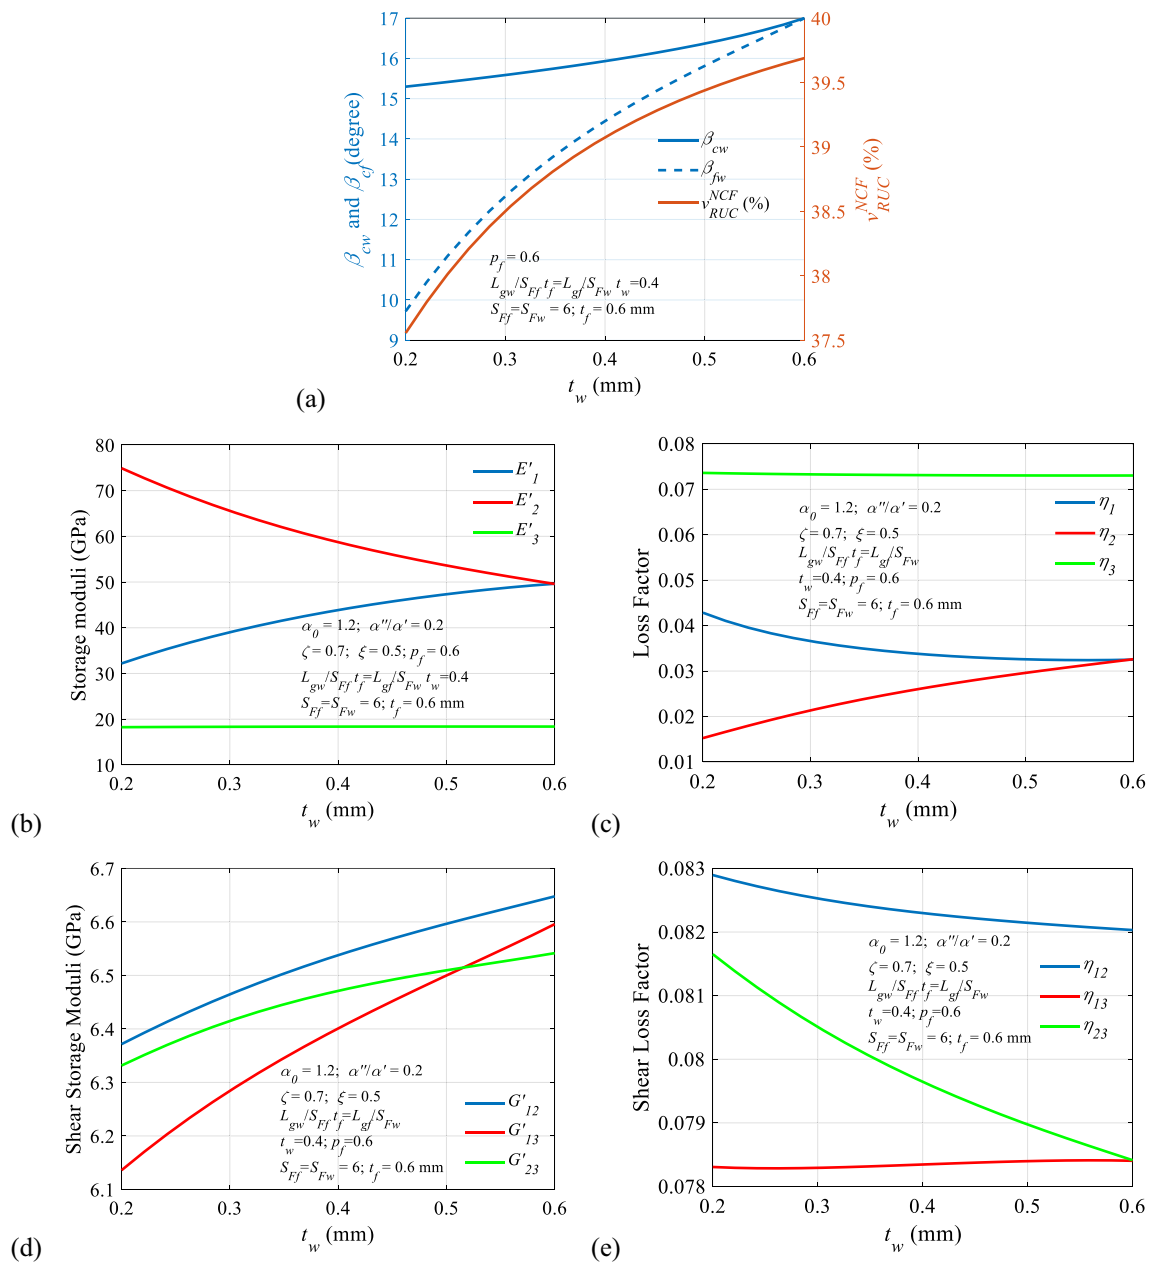 17
16
15
14
13
12
11
10
9
40
39.5
39
38.5
38
37.5
β_cw and β_cf (degree)
v_RUC^NCF (%)
β_cw
β_fw
v_RUC^NCF (%)
p_f = 0.6
L_gw/S_Ff t_f=L_gf/S_Fw t_w=0.4
S_Ff=S_Fw = 6; t_f = 0.6 mm
0.2 0.3 0.4 0.5 0.6
t_w (mm)
(a)
80
70
60
50
40
30
20
10
Storage moduli (GPa)
E'_1
E'_2
E'_3
α_0 = 1.2; α''/α' = 0.2
ζ = 0.7; ξ = 0.5; p_f = 0.6
L_gw/S_Ff t_f=L_gf/S_Fw t_w=0.4
S_Ff=S_Fw = 6; t_f = 0.6 mm
0.2 0.3 0.4 0.5 0.6
t_w (mm)
(b)
0.08
0.07
0.06
0.05
0.04
0.03
0.02
0.01
Loss Factor
α_0 = 1.2; α''/α' = 0.2
ζ = 0.7; ξ = 0.5
L_gw/S_Ff t_f=L_gf/S_Fw
t_w=0.4; p_f = 0.6
S_Ff=S_Fw = 6; t_f = 0.6 mm
η_1
η_2
η_3
0.2 0.3 0.4 0.5 0.6
t_w (mm)
(c)
6.7
6.6
6.5
6.4
6.3
6.2
6.1
Shear Storage Moduli (GPa)
α_0 = 1.2; α''/α' = 0.2
ζ = 0.7; ξ = 0.5
L_gw/S_Ff t_f=L_gf/S_Fw
t_w=0.4; p_f=0.6
S_Ff=S_Fw = 6; t_f = 0.6 mm
G'_12
G'_13
G'_23
0.2 0.3 0.4 0.5 0.6
t_w (mm)
(d)
0.083
0.082
0.081
0.08
0.079
0.078
Shear Loss Factor
α_0 = 1.2; α''/α' = 0.2
ζ = 0.7; ξ = 0.5
L_gw/S_Ff t_f=L_gf/S_Fw
t_w=0.4; p_f=0.6
S_Ff=S_Fw = 6; t_f = 0.6 mm
η_12
η_13
η_23
0.2 0.3 0.4 0.5 0.6
t_w (mm)
(e)